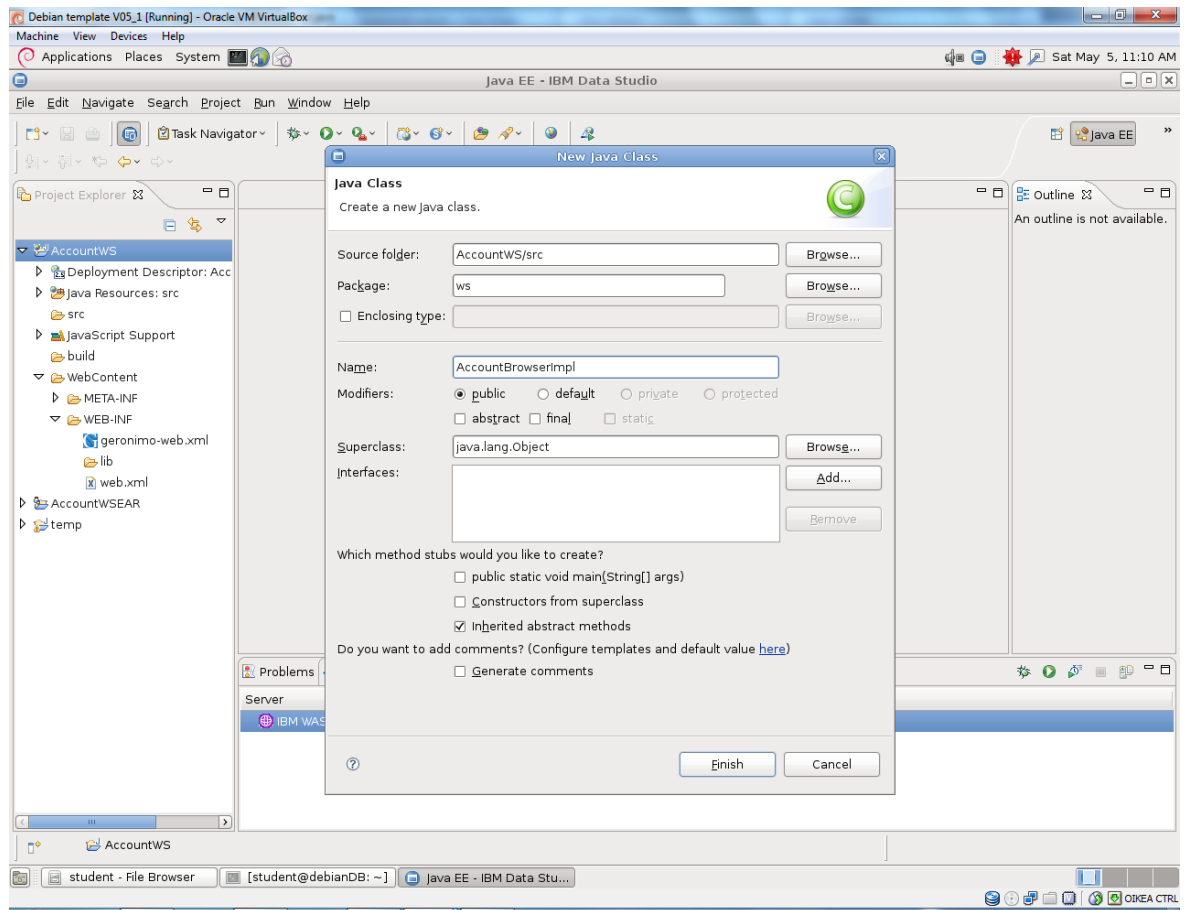 Debian template V05_1 [Running] - Oracle VM VirtualBox
Machine View Devices Help
Applications Places System Sat May 5, 11:10 AM
Java EE - IBM Data Studio
File Edit Navigate Search Project Run Window Help
Task Navigator Java EE »
New Java Class
Project Explorer
Outline
An outline is not available.
Java Class
Create a new Java class.
AccountWS
Deployment Descriptor: Acc
Java Resources: src
src
JavaScript Support
build
WebContent
META-INF
WEB-INF
geronimo-web.xml
lib
web.xml
AccountWSEAR
temp
Source folder: AccountWS/src Browse...
Package: ws Browse...
Enclosing type: Browse...
Name: AccountBrowserImpl
Modifiers: public default private protected
abstract final static
Superclass: java.lang.Object Browse...
Interfaces: Add...
Remove
Which method stubs would you like to create?
public static void main(String[] args)
Constructors from superclass
Inherited abstract methods
Do you want to add comments? (Configure templates and default value here)
Generate comments
Finish Cancel
Problems
Server
IBM WAS
AccountWS
student - File Browser [student@debianDB: ~] Java EE - IBM Data Stu...
OIKEA CTRL